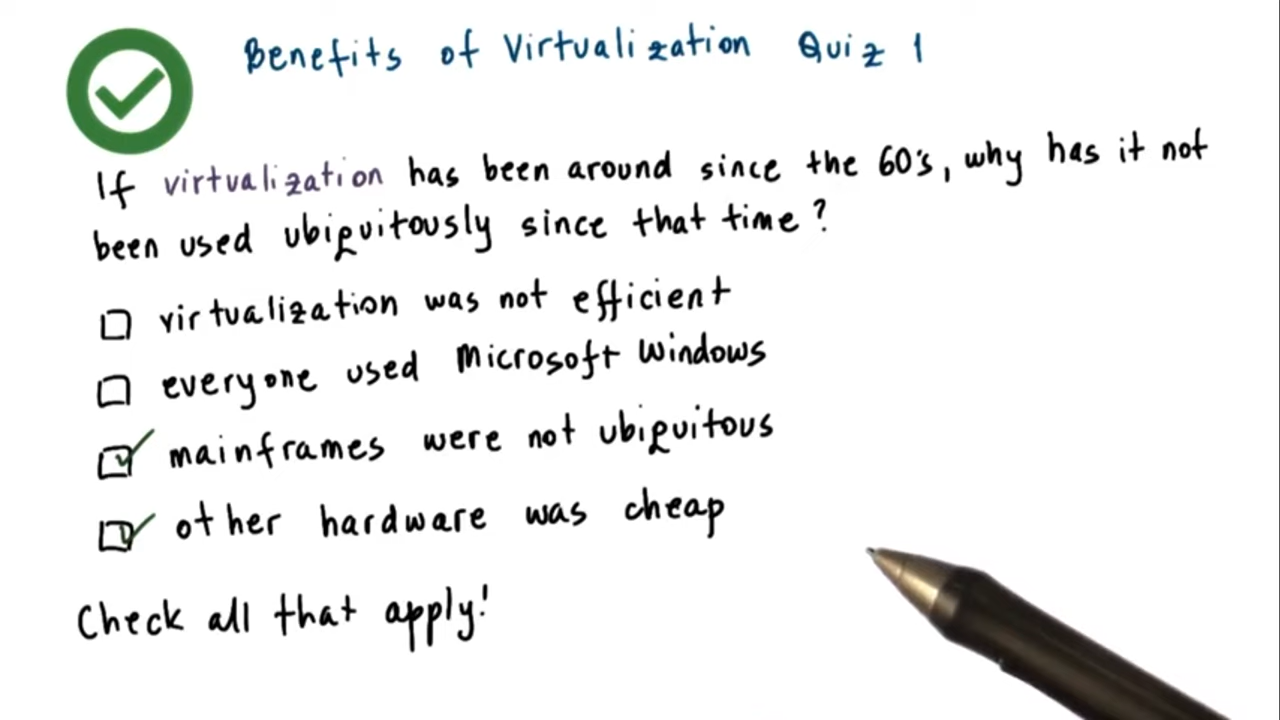 Benefits of Virtualization Quiz 1
If virtualization has been around since the 60's, why has it not
been used ubiquitously since that time?
virtualization was not efficient
everyone used Microsoft Windows
mainframes were not ubiquitous
other hardware was cheap
Check all that apply!